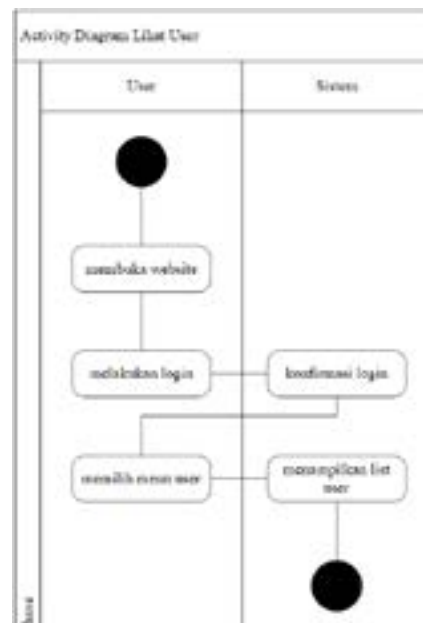 Activity Diagram Lihat User
User
Sistem
membuka website
melakukan login
konfirmasi login
memilih menu user
menampilkan list
user